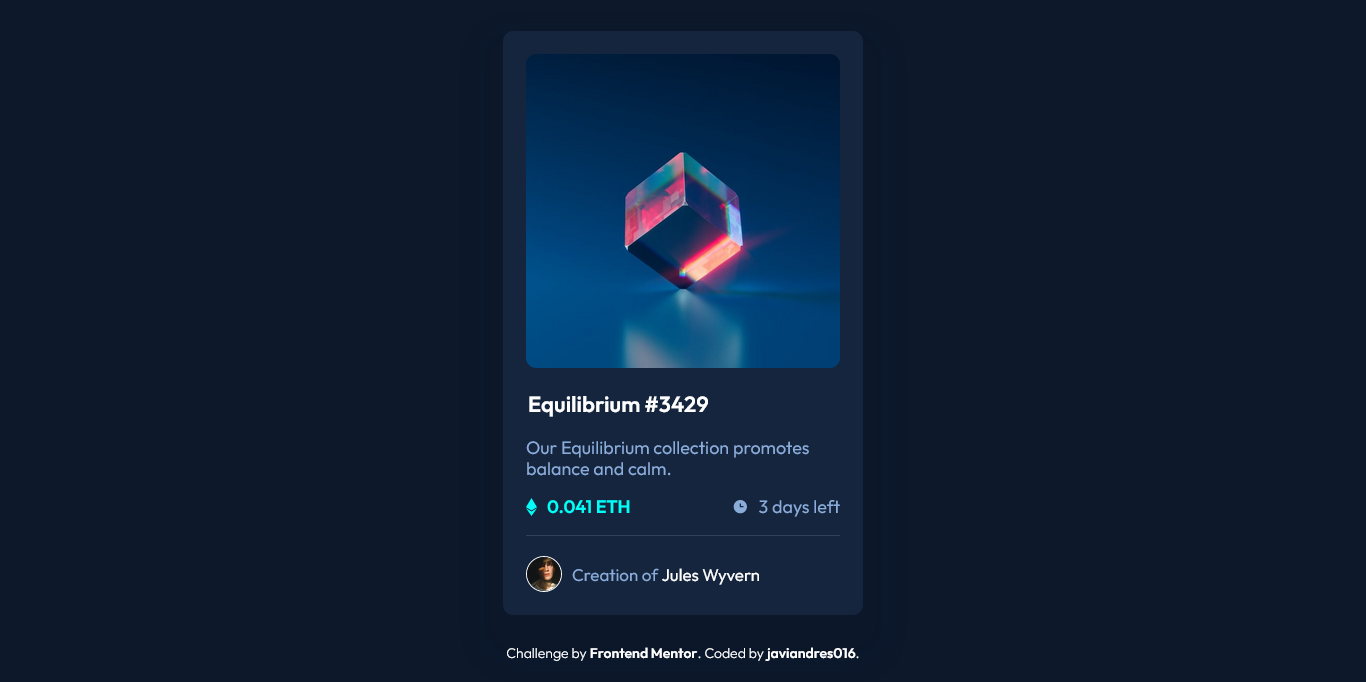 Equilibrium #3429
Our Equilibrium collection promotes
balance and calm.
0.041 ETH
3 days left
Creation of Jules Wyvern
Challenge by Frontend Mentor. Coded by javiandres016.